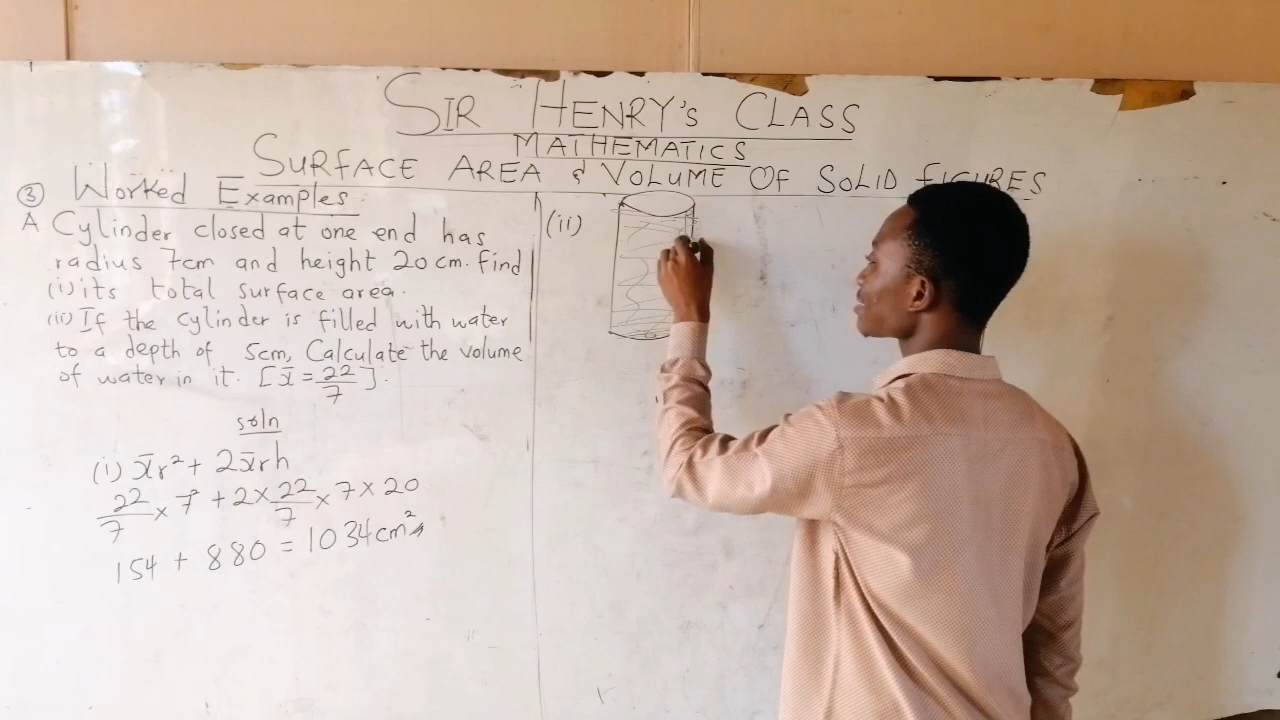 SIR HENRY'S CLASS
MATHEMATICS
SURFACE AREA & VOLUME OF SOLID FIGURES
③ Worked Examples
A Cylinder closed at one end has
radius 7cm and height 20cm. find
(i) its total surface area.
(ii) If the cylinder is filled with water
to a depth of 5cm, Calculate the volume
of water in it. [π = 22/7].
soln
(i) πr² + 2πrh
22/7 × 7 + 2 × 22/7 × 7 × 20
154 + 880 = 1034cm²
(ii)